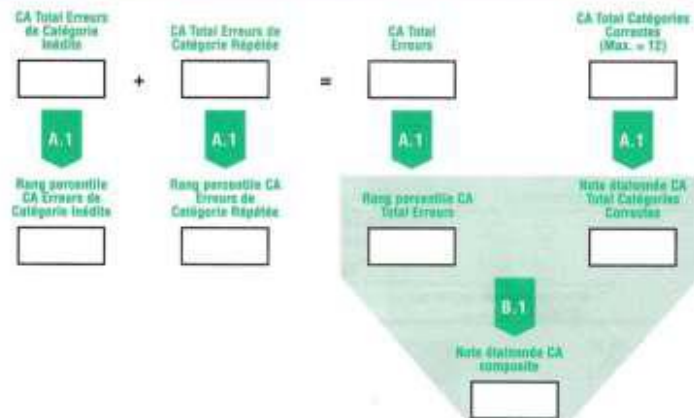 CA Total Erreurs
de Catégorie
Inédite
CA Total Erreurs de
Catégorie Répétée
CA Total
Erreurs
CA Total Catégories
Correctes
(Max. = 12)
+
=
A.1
A.1
A.1
A.1
Rang percentile
CA Erreurs de
Catégorie Inédite
Rang percentile CA
Erreurs de
Catégorie Répétée
Rang percentile CA
Total Erreurs
Note étalonnée CA
Total Catégories
Correctes
B.1
Note étalonnée CA
composite